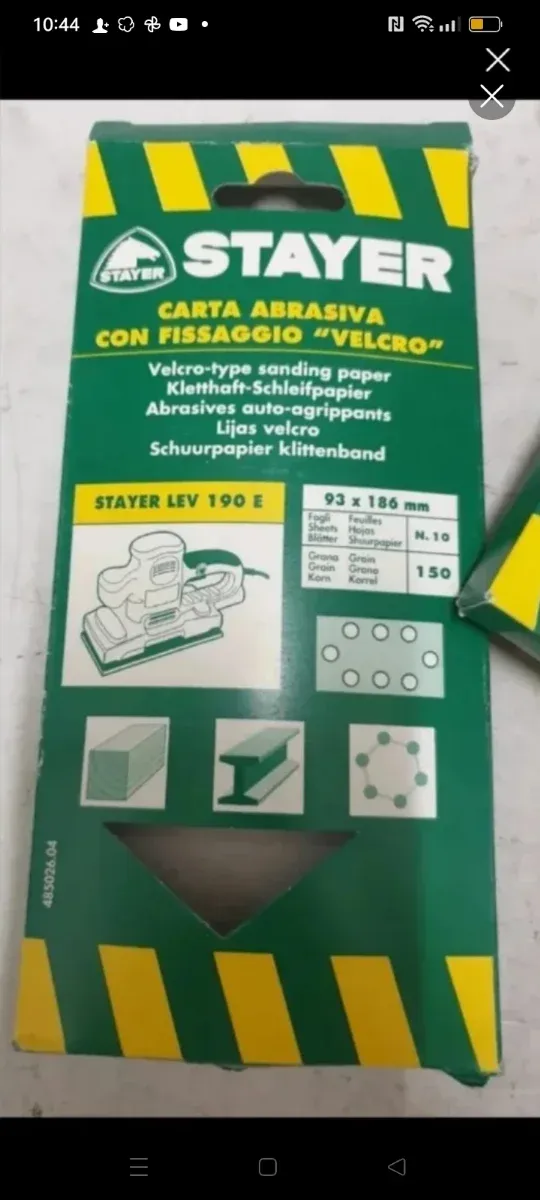 10:44
STAYER
STAYER
CARTA ABRASIVA
CON FISSAGGIO "VELCRO"
Velcro-type sanding paper
Kletthaft-Schleifpapier
Abrasives auto-agrippants
Lijas velcro
Schuurpapier klittenband
STAYER LEV 190 E
93 x 186 mm
Fogli Feuilles
Sheets Hojas
Blätter Shuurpapier
N. 10
Grana Grain
Grain Grano
Korn Korrel
150
485026.04